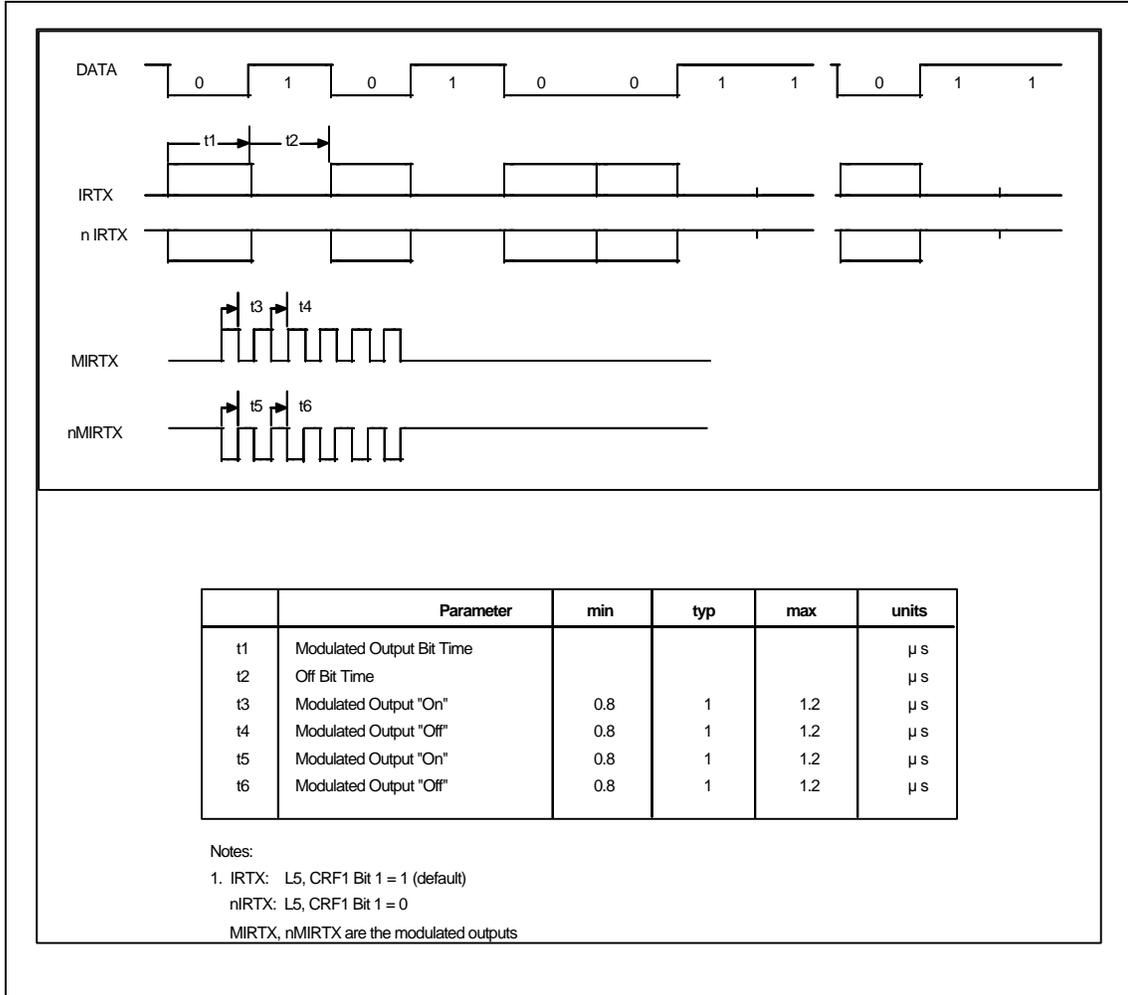 DATA 0 1 0 1 0 0 1 1 0 1 1
t1 t2
IRTX
n IRTX
t3 t4
MIRTX
t5 t6
nMIRTX
Parameter min typ max units
t1 Modulated Output Bit Time µ s
t2 Off Bit Time µ s
t3 Modulated Output "On" 0.8 1 1.2 µ s
t4 Modulated Output "Off" 0.8 1 1.2 µ s
t5 Modulated Output "On" 0.8 1 1.2 µ s
t6 Modulated Output "Off" 0.8 1 1.2 µ s
Notes:
1. IRTX: L5, CRF1 Bit 1 = 1 (default)
nIRTX: L5, CRF1 Bit 1 = 0
MIRTX, nMIRTX are the modulated outputs